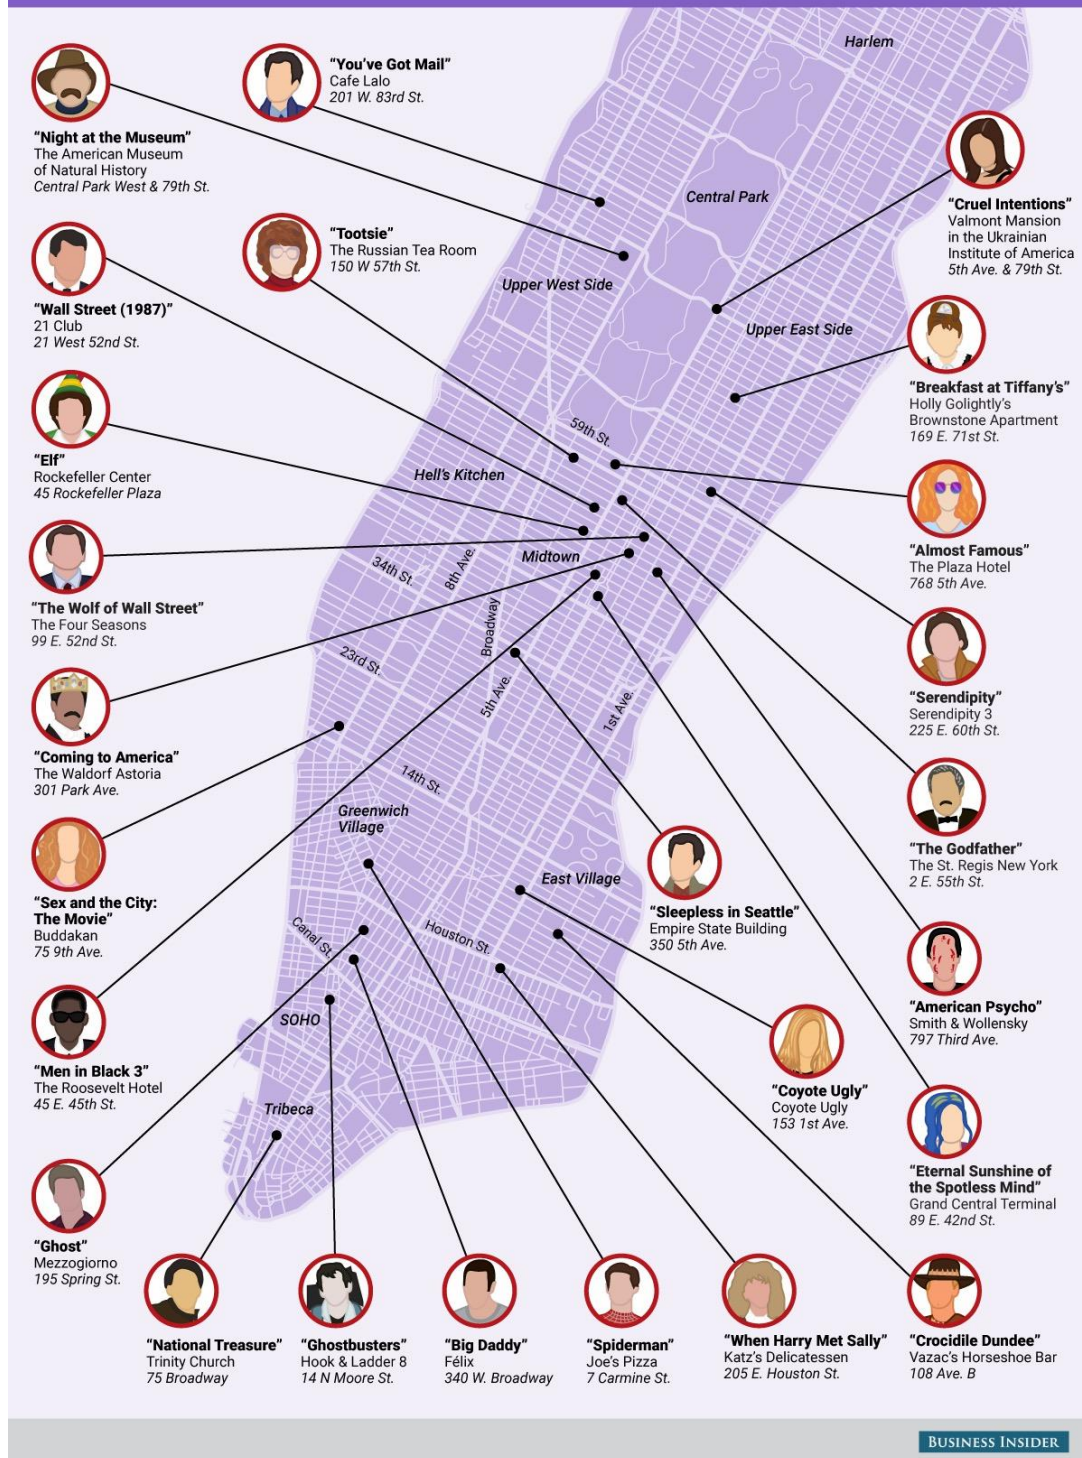 Harlem
"You've Got Mail"
Cafe Lalo
201 W. 83rd St.
"Night at the Museum"
The American Museum
of Natural History
Central Park West & 79th St.
Central Park
"Cruel Intentions"
Valmont Mansion
in the Ukrainian
Institute of America
5th Ave. & 79th St.
"Tootsie"
The Russian Tea Room
150 W 57th St.
Upper West Side
"Wall Street (1987)"
21 Club
21 West 52nd St.
Upper East Side
"Breakfast at Tiffany's"
Holly Golightly's
Brownstone Apartment
169 E. 71st St.
59th St.
"Elf"
Rockefeller Center
45 Rockefeller Plaza
Hell's Kitchen
"Almost Famous"
The Plaza Hotel
768 5th Ave.
Midtown
34th St.
8th Ave.
"The Wolf of Wall Street"
The Four Seasons
99 E. 52nd St.
Broadway
23rd St.
5th Ave.
1st Ave.
"Serendipity"
Serendipity 3
225 E. 60th St.
"Coming to America"
The Waldorf Astoria
301 Park Ave.
14th St.
Greenwich
Village
"The Godfather"
The St. Regis New York
2 E. 55th St.
East Village
"Sex and the City:
The Movie"
Buddakan
75 9th Ave.
"Sleepless in Seattle"
Empire State Building
350 5th Ave.
Canal St.
Houston St.
"American Psycho"
Smith & Wollensky
797 Third Ave.
SOHO
"Men in Black 3"
The Roosevelt Hotel
45 E. 45th St.
"Coyote Ugly"
Coyote Ugly
153 1st Ave.
Tribeca
"Eternal Sunshine of
the Spotless Mind"
Grand Central Terminal
89 E. 42nd St.
"Ghost"
Mezzogiorno
195 Spring St.
"National Treasure"
Trinity Church
75 Broadway
"Ghostbusters"
Hook & Ladder 8
14 N Moore St.
"Big Daddy"
Félix
340 W. Broadway
"Spiderman"
Joe's Pizza
7 Carmine St.
"When Harry Met Sally"
Katz's Delicatessen
205 E. Houston St.
"Crocidile Dundee"
Vazac's Horseshoe Bar
108 Ave. B
BUSINESS INSIDER